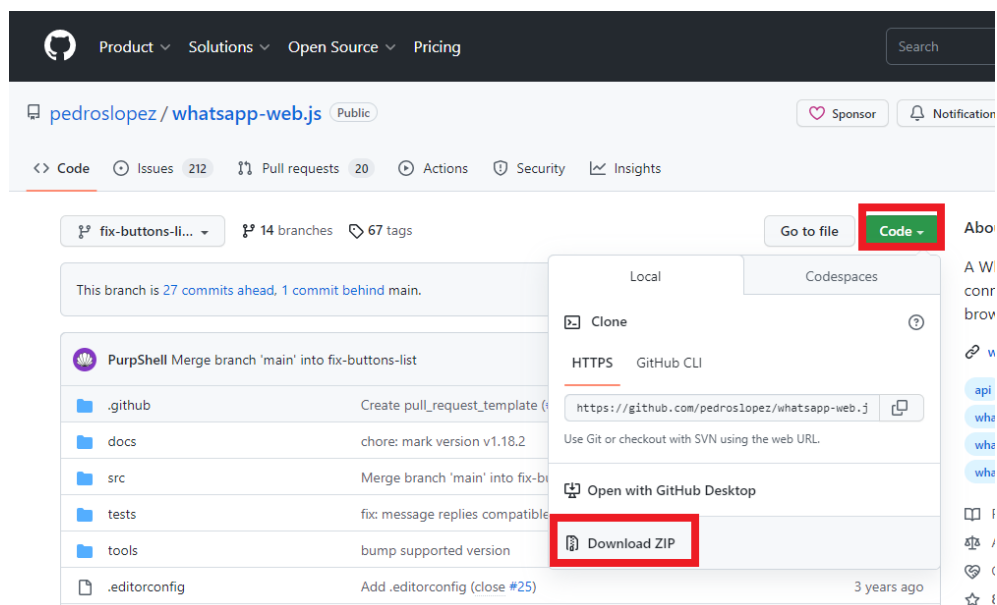 Product Solutions Open Source Pricing Search
pedroslopez / whatsapp-web.js Public Sponsor
Code Issues 212 Pull requests 20 Actions Security Insights
fix-buttons-li... 14 branches 67 tags Go to file Code
This branch is 27 commits ahead, 1 commit behind main.
Local Codespaces
Clone
HTTPS GitHub CLI
https://github.com/pedroslopez/whatsapp-web.j
Use Git or checkout with SVN using the web URL.
Open with GitHub Desktop
Download ZIP
PurpShell Merge branch 'main' into fix-buttons-list
.github Create pull_request_template
docs chore: mark version v1.18.2
src Merge branch 'main' into
tests fix: message replies compatible
tools bump supported version
.editorconfig Add .editorconfig (close #25) 3 years ago
A
api